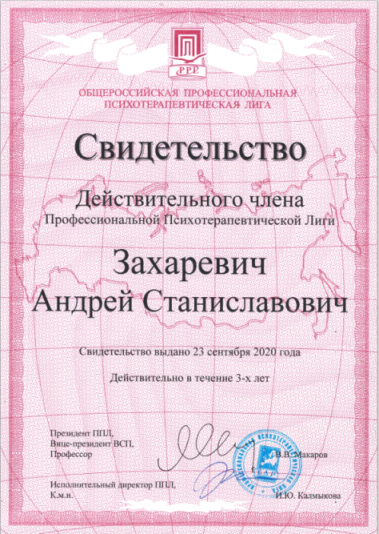 РРР
ОБЩЕРОССИЙСКАЯ ПРОФЕССИОНАЛЬНАЯ
ПСИХОТЕРАПЕВТИЧЕСКАЯ ЛИГА
Свидетельство
Действительного члена
Профессиональной Психотерапевтической Лиги
Захаревич
Андрей Станиславович
Свидетельство выдано 23 сентября 2020 года
Действительно в течение 3-х лет
Президент ППЛ,
Вице-президент ВСП,
Профессор
В.В. Макаров
Исполнительный директор ППЛ,
К.м.н.
И.Ю. Калмыкова